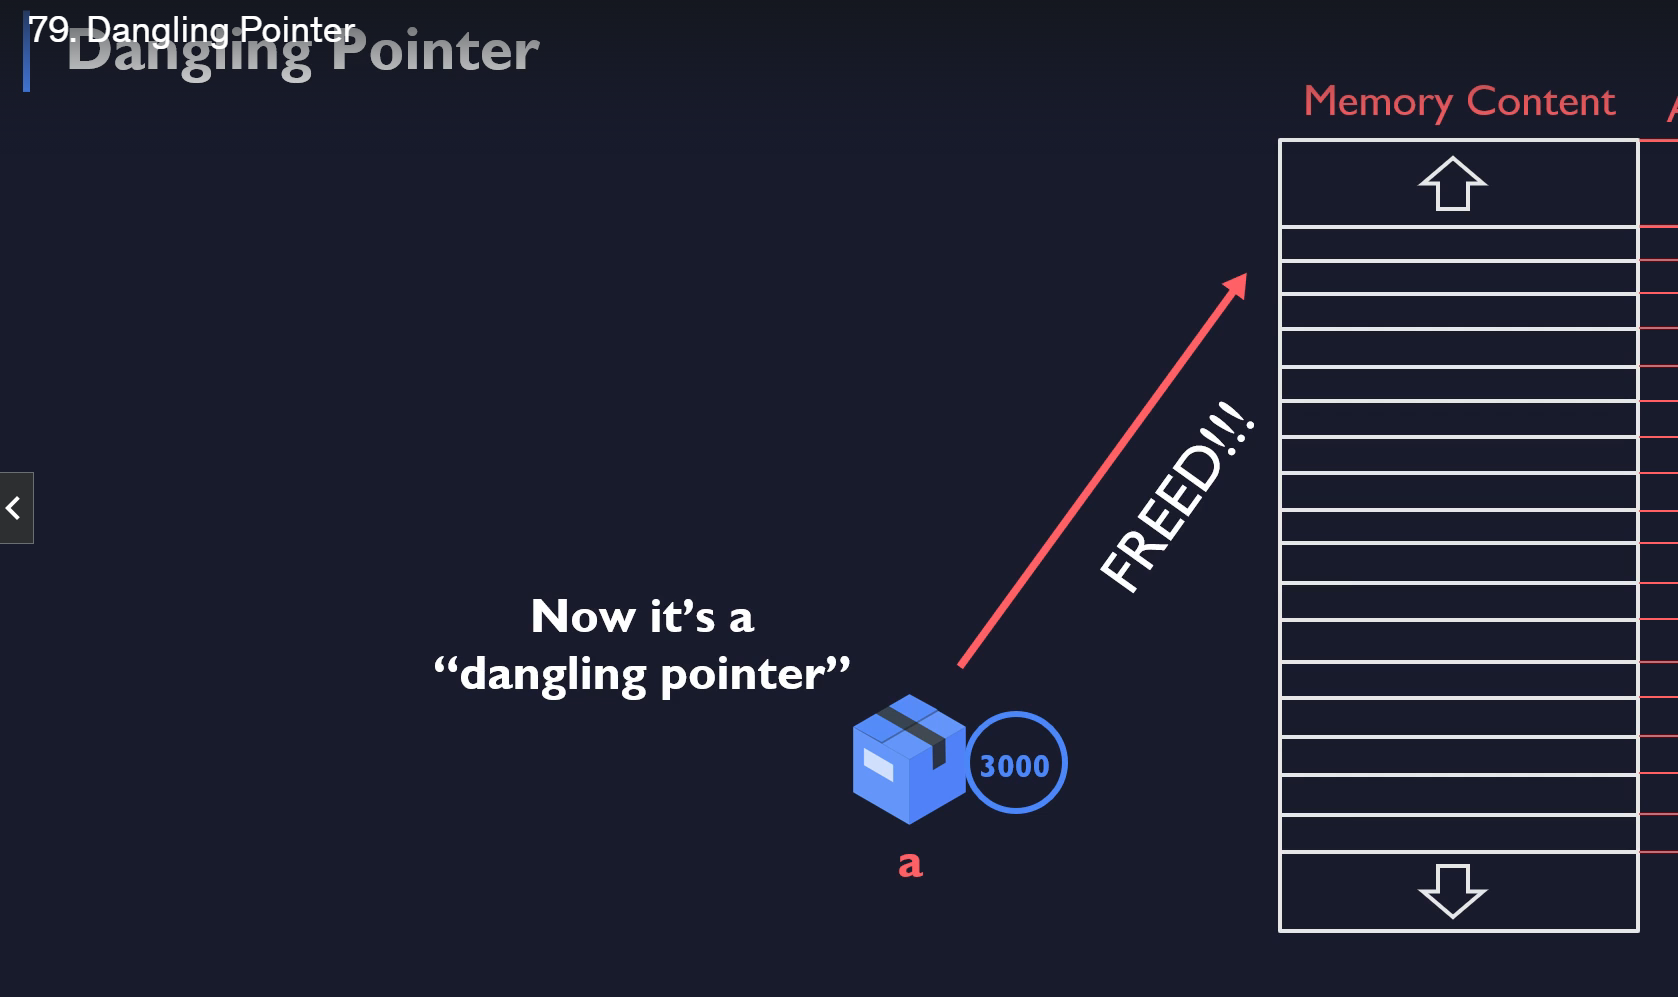 79. Dangling Pointer
Dangling Pointer
Memory Content
FREED!!!
Now it’s a
“dangling pointer”
3000
a